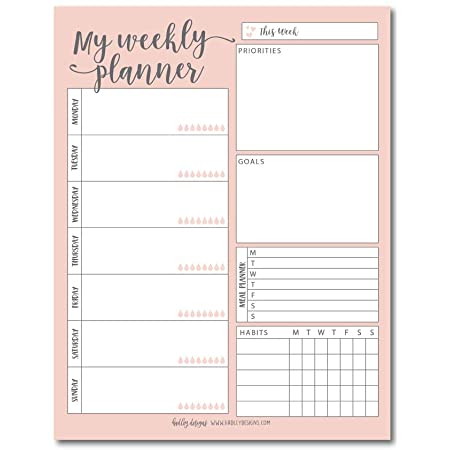 My weekly
planner
This Week
PRIORITIES
GOALS
MONDAY
TUESDAY
WEDNESDAY
THURSDAY
FRIDAY
SATURDAY
SUNDAY
MEAL PLANNER
M
T
W
T
F
S
S
HABITS M T W T F S S
hadley designs WWW.HADLEYDESIGNS.COM